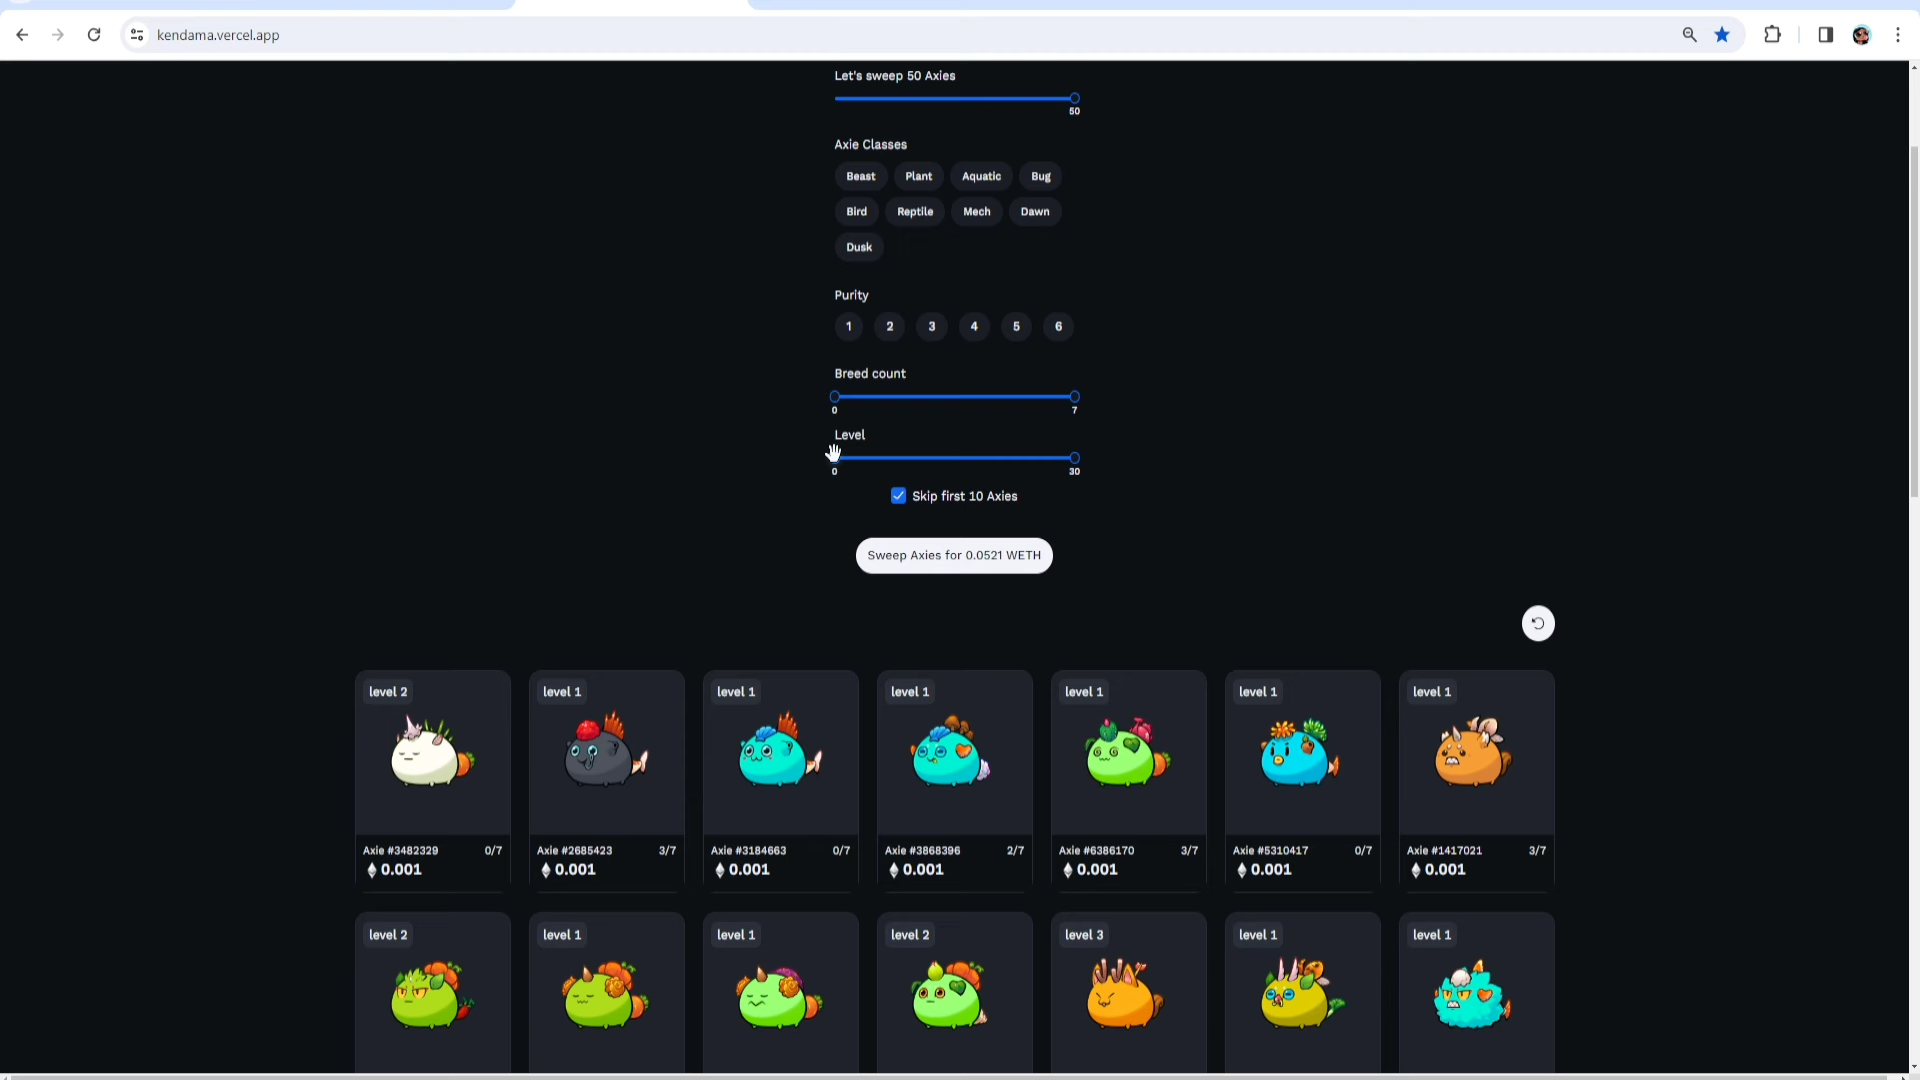 kendama.vercel.app
Let's sweep 50 Axies
50
Axie Classes
Beast Plant Aquatic Bug
Bird Reptile Mech Dawn
Dusk
Purity
1 2 3 4 5 6
Breed count
0 7
Level
0 30
Skip first 10 Axies
Sweep Axies for 0.0521 WETH
level 2 level 1 level 1 level 1 level 1 level 1 level 1
Axie #3482329 0/7 Axie #2685423 3/7 Axie #3184663 0/7 Axie #3868396 2/7 Axie #6386170 3/7 Axie #5310417 0/7 Axie #1417021 3/7
0.001 0.001 0.001 0.001 0.001 0.001 0.001
level 2 level 1 level 1 level 2 level 3 level 1 level 1